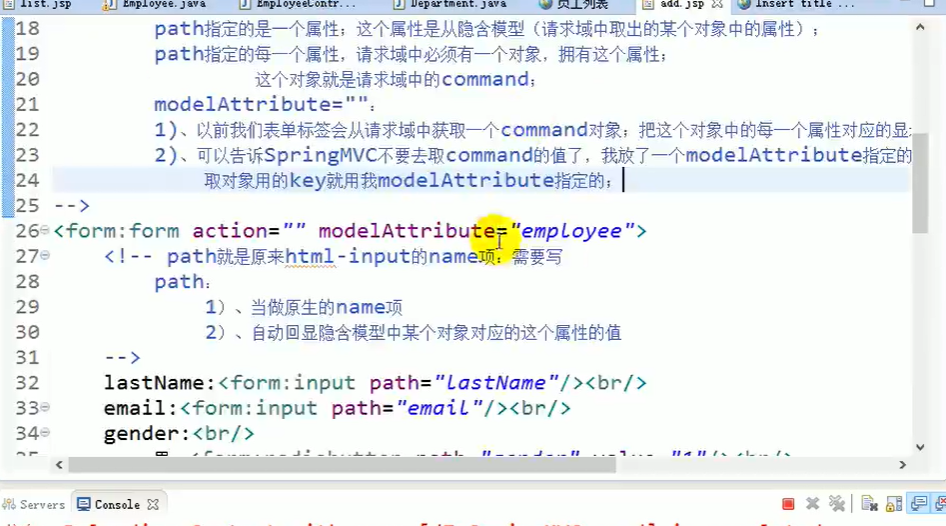 list.jsp Employee.java EmployeeContr... Department.java 员工列表 add.jsp Insert title ...
18 path指定的是一个属性；这个属性是从隐含模型（请求域中取出的某个对象中的属性）；
19 path指定的每一个属性，请求域中必须有一个对象，拥有这个属性；
20 这个对象就是请求域中的command；
21 modelAttribute=""：
22 1)、以前我们表单标签会从请求域中获取一个command对象；把这个对象中的每一个属性对应的显
23 2)、可以告诉SpringMVC不要去取command的值了，我放了一个modelAttribute指定的
24 取对象用的key就用我modelAttribute指定的；
25 -->
26 <form:form action="" modelAttribute="employee">
27 <!-- path就是原来html-input的name项：需要写
28 path：
29 1）、当做原生的name项
30 2）、自动回显隐含模型中某个对象对应的这个属性的值
31 -->
32 lastName:<form:input path="lastName"/><br/>
33 email:<form:input path="email"/><br/>
34 gender:<br/>
Servers Console